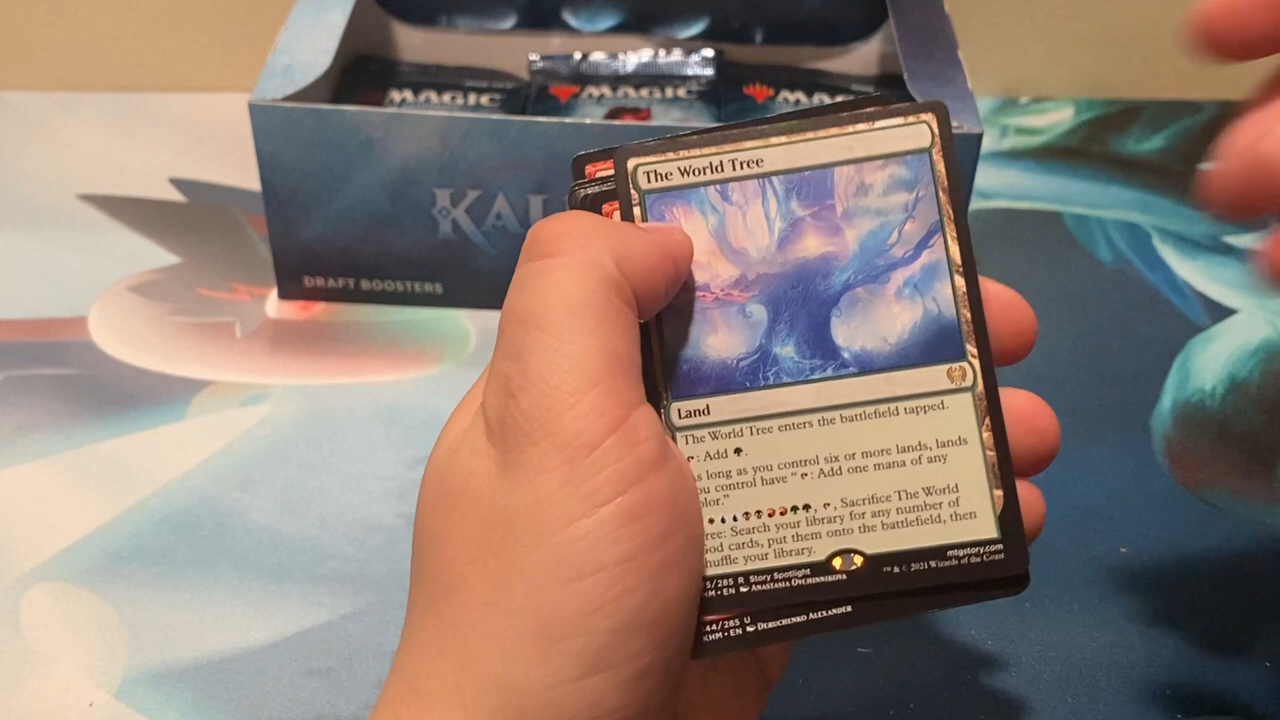 MAGIC
MAGIC
MAG
KAL
DRAFT BOOSTERS
The World Tree
Land
The World Tree enters the battlefield tapped.
: Add .
s long as you control six or more lands, lands
ou control have " : Add one mana of any
olor."
, , Sacrifice The World
ree: Search your library for any number of
God cards, put them onto the battlefield, then
huffle your library.
5/285 R Story Spotlight
mtgstory.com
HM • EN Anastasia Ovchinnikova
™ & © 2021 Wizards of the Coast
44/285 U
KHM • EN Deruchenko Alexander